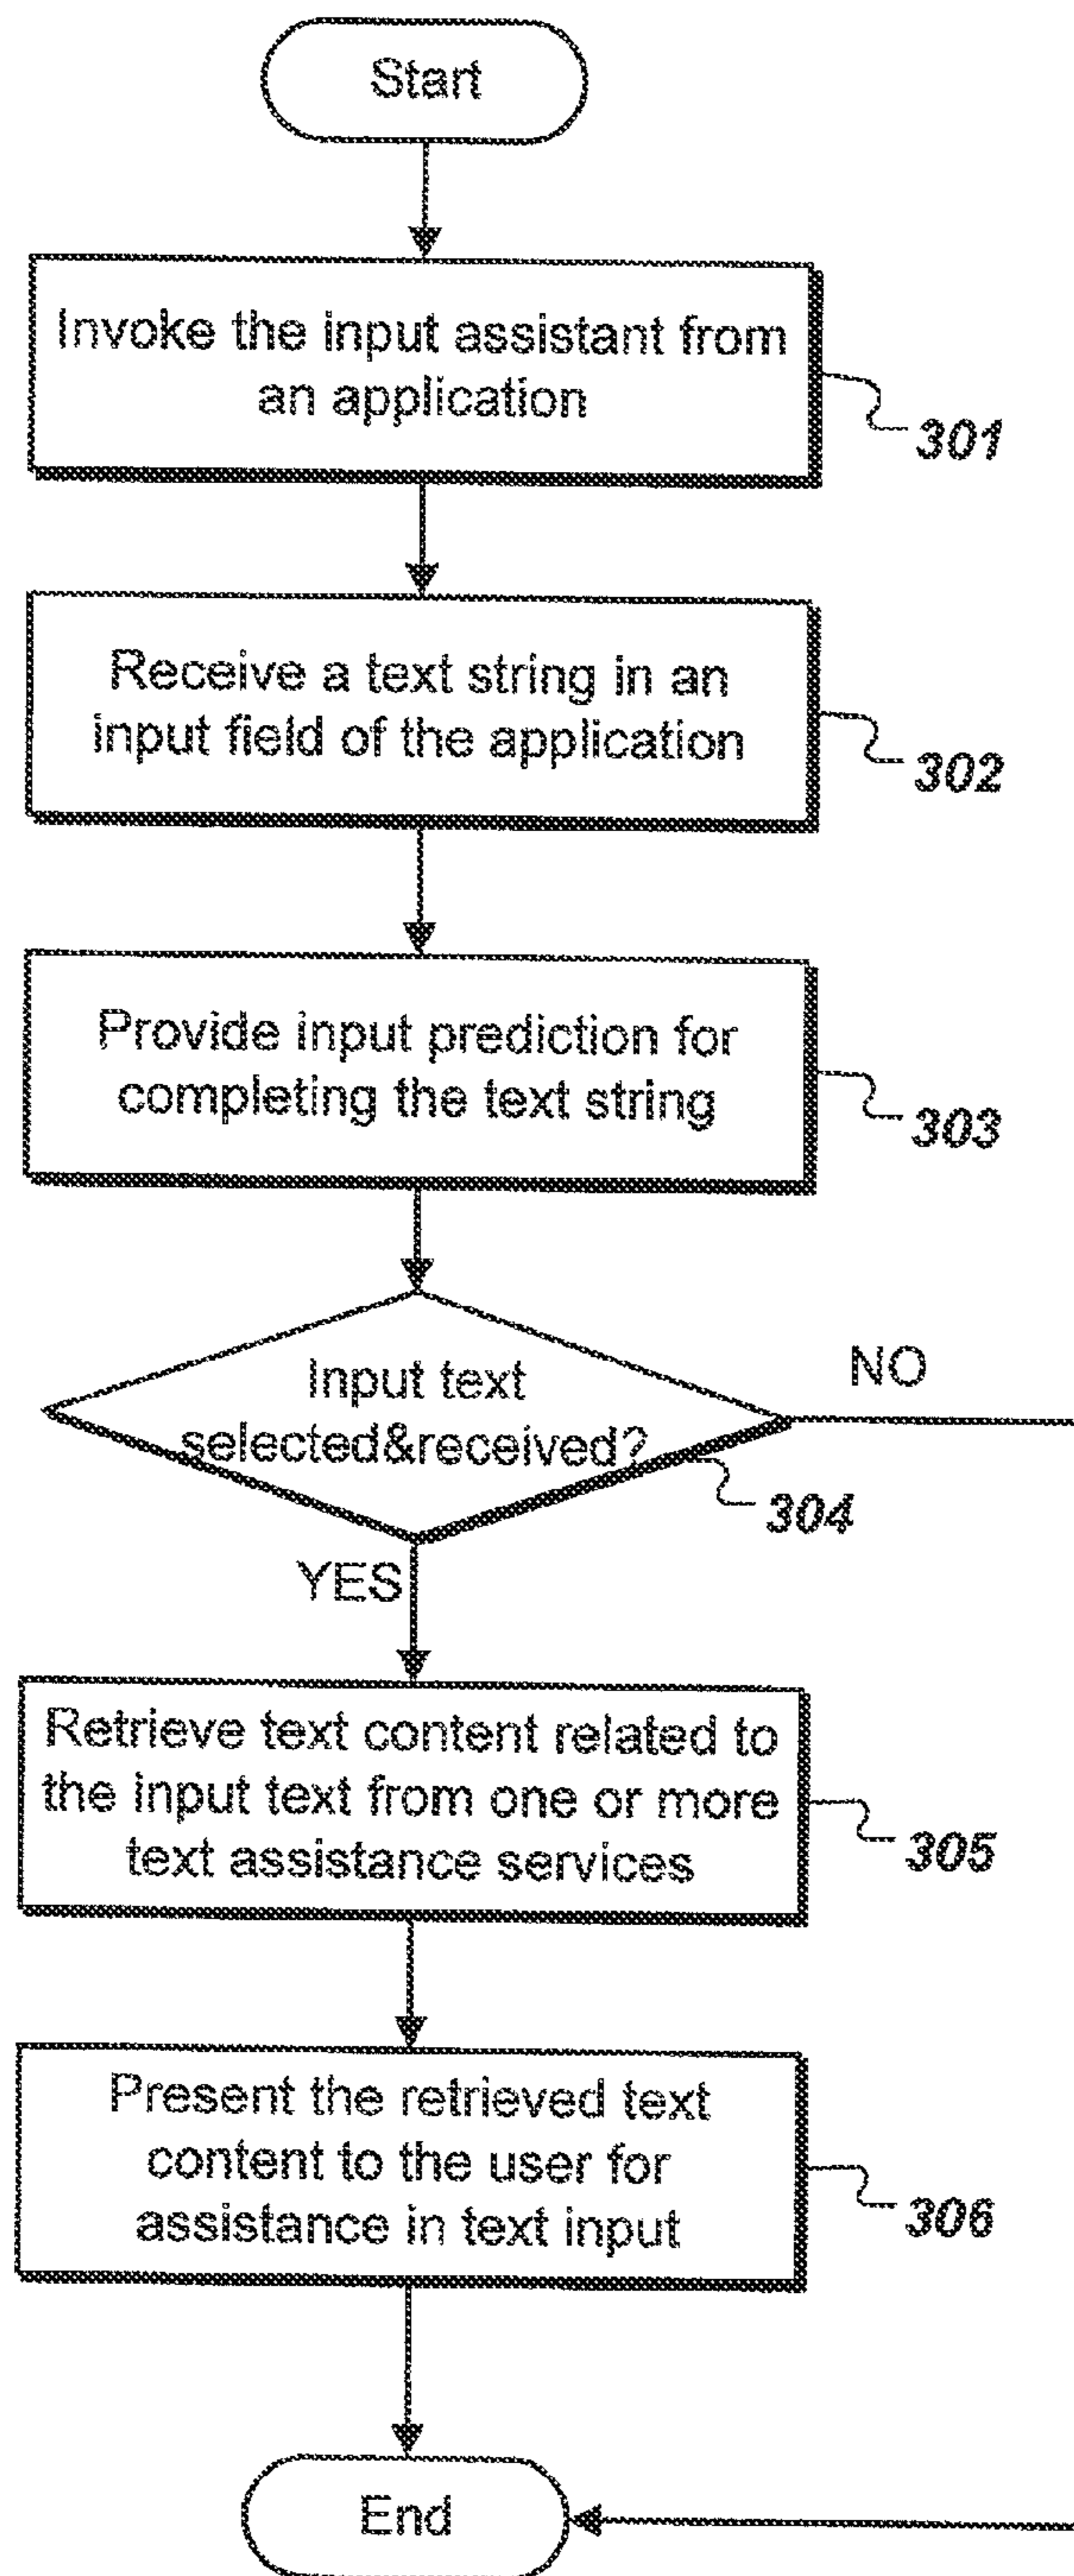 Start
Invoke the input assistant from
an application
301
Receive a text string in an
input field of the application
302
Provide input prediction for
completing the text string
303
Input text
selected&received?
NO
304
YES
Retrieve text content related to
the input text from one or more
text assistance services
305
Present the retrieved text
content to the user for
assistance in text input
306
End